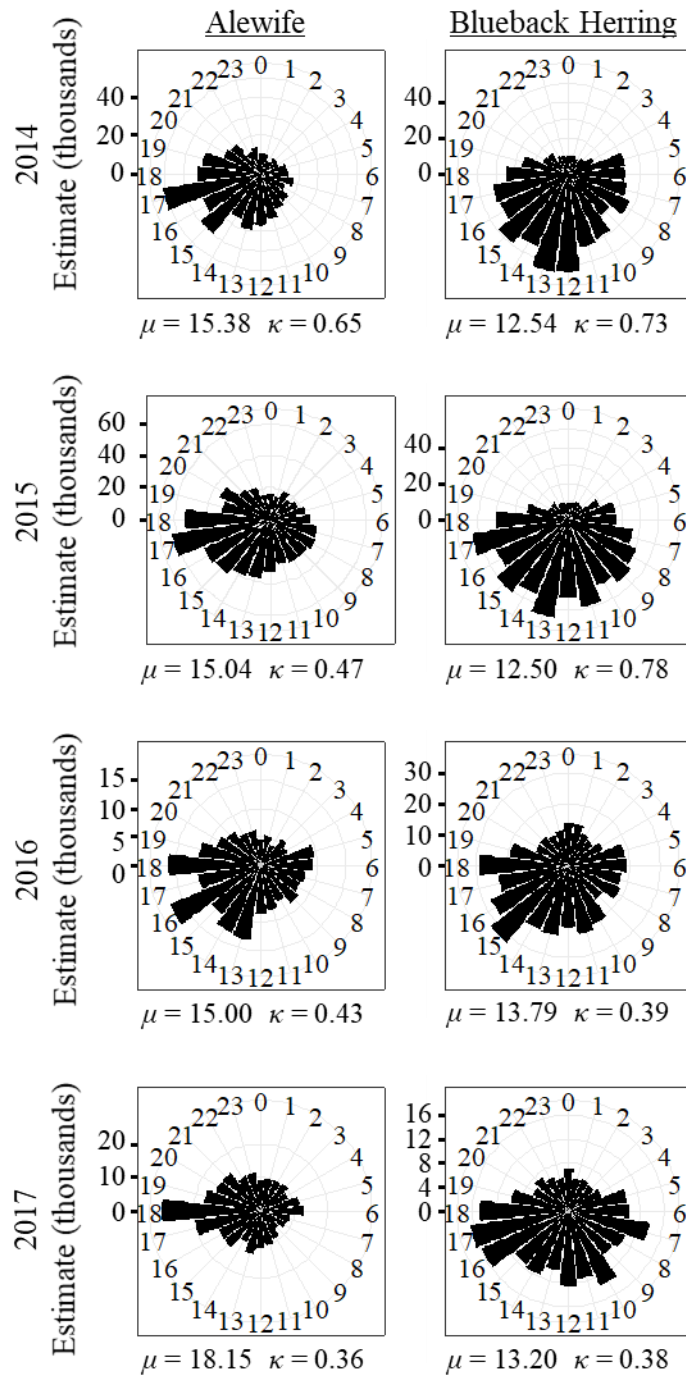 Alewife Blueback Herring
2014
Estimate (thousands)
40
20
0
0 1 2 3 4 5 6 7 8 9 10 11 12 13 14 15 16 17 18 19 20 21 22 23
μ = 15.38 κ = 0.65
0 1 2 3 4 5 6 7 8 9 10 11 12 13 14 15 16 17 18 19 20 21 22 23
40
20
0
μ = 12.54 κ = 0.73
2015
Estimate (thousands)
60
40
20
0
0 1 2 3 4 5 6 7 8 9 10 11 12 13 14 15 16 17 18 19 20 21 22 23
μ = 15.04 κ = 0.47
40
20
0
0 1 2 3 4 5 6 7 8 9 10 11 12 13 14 15 16 17 18 19 20 21 22 23
μ = 12.50 κ = 0.78
2016
Estimate (thousands)
15
10
5
0
0 1 2 3 4 5 6 7 8 9 10 11 12 13 14 15 16 17 18 19 20 21 22 23
μ = 15.00 κ = 0.43
30
20
10
0
0 1 2 3 4 5 6 7 8 9 10 11 12 13 14 15 16 17 18 19 20 21 22 23
μ = 13.79 κ = 0.39
2017
Estimate (thousands)
20
10
0
0 1 2 3 4 5 6 7 8 9 10 11 12 13 14 15 16 17 18 19 20 21 22 23
μ = 18.15 κ = 0.36
16
12
8
4
0
0 1 2 3 4 5 6 7 8 9 10 11 12 13 14 15 16 17 18 19 20 21 22 23
μ = 13.20 κ = 0.38